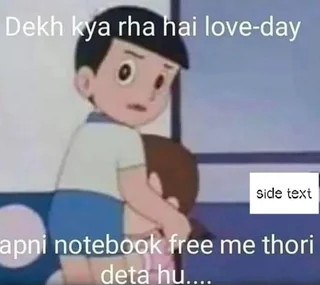 Dekh kya rha hai love-day
side text
apni notebook free me thori
deta hu....